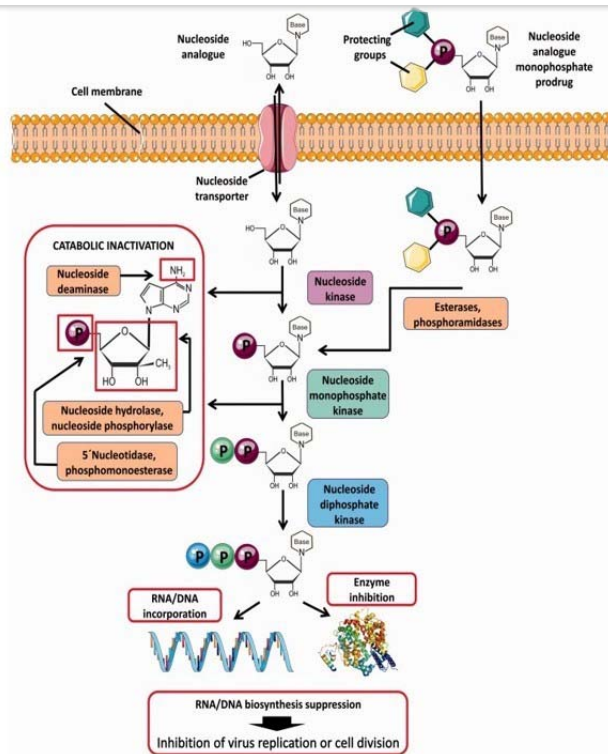 Nucleoside
analogue
Base
N
HO
O
OH OH
Protecting
groups
P
Base
N
O
OH OH
Nucleoside
analogue
monophosphate
prodrug
Cell membrane
Nucleoside
transporter
Base
N
HO
O
OH OH
P
Base
N
O
OH OH
CATABOLIC INACTIVATION
Nucleoside
deaminase
NH₂
N
N
N
P
O
HO OH
CH₃
Nucleoside hydrolase,
nucleoside phosphorylase
5´Nucleotidase,
phosphomonoesterase
Nucleoside
kinase
Esterases,
phosphoramidases
P
Base
N
O
OH OH
Nucleoside
monophosphate
kinase
P P
Base
N
O
OH OH
Nucleoside
diphosphate
kinase
P P P
Base
N
O
OH OH
RNA/DNA
incorporation
Enzyme
inhibition
RNA/DNA biosynthesis suppression
Inhibition of virus replication or cell division